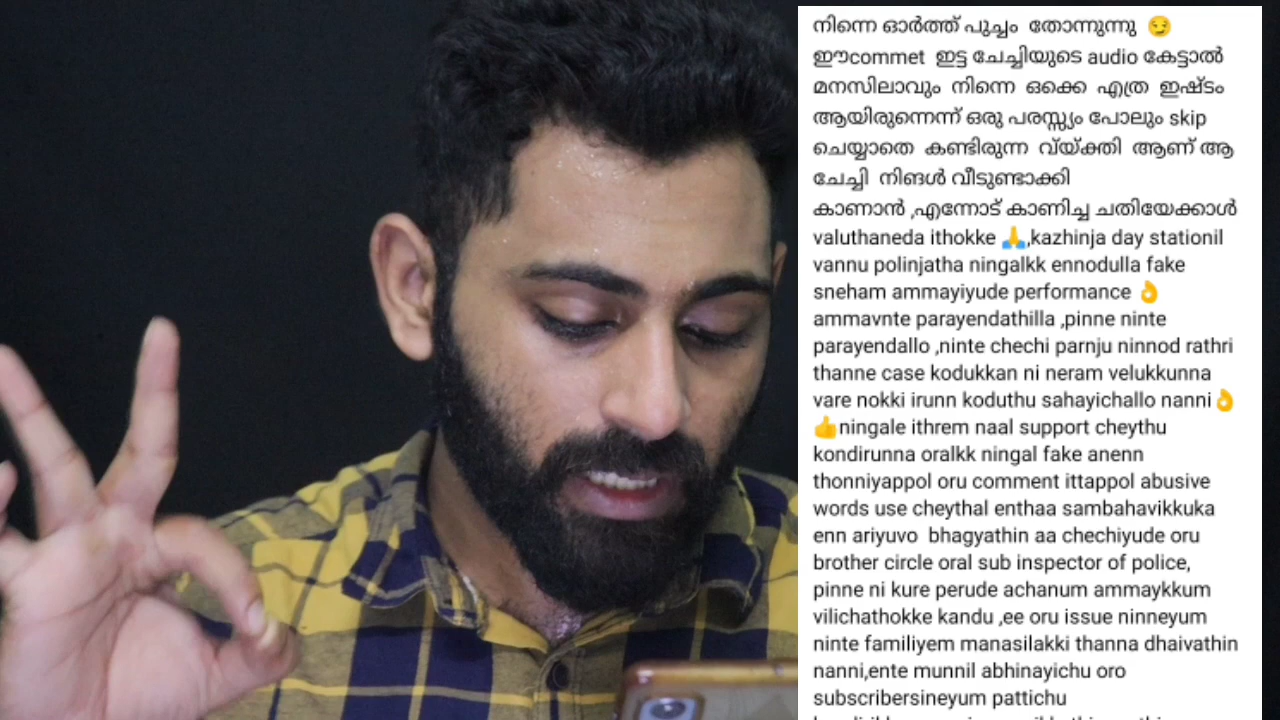 നിന്നെ ഓർത്ത് പുച്ഛം തോന്നുന്നു 😏
ഈcommet ഇട്ട ചേച്ചിയുടെ audio കേട്ടാൽ
മനസിലാവും നിന്നെ ഒക്കെ എത്ര ഇഷ്ടം
ആയിരുന്നെന്ന് ഒരു പരസ്സ്യം പോലും skip
ചെയ്യാതെ കണ്ടിരുന്ന വ്യ്ക്തി ആണ് ആ
ചേച്ചി നിങൾ വീടുണ്ടാക്കി
കാണാൻ ,എന്നോട് കാണിച്ച ചതിയേക്കാൾ
valuthaneda ithokke 🙏,kazhinja day stationil
vannu polinjatha ningalkk ennodulla fake
sneham ammayiyude performance 👌
ammavnte parayendathilla ,pinne ninte
parayendallo ,ninte chechi parnju ninnod rathri
thanne case kodukkan ni neram velukkunna
vare nokki irunn koduthu sahayichallo nanni👌
👍ningale ithrem naal support cheythu
kondirunna oralkk ningal fake anenn
thonniyappol oru comment ittappol abusive
words use cheythal enthaa sambahavikkuka
enn ariyuvo bhagyathin aa chechiyude oru
brother circle oral sub inspector of police,
pinne ni kure perude achanum ammaykkum
vilichathokke kandu ,ee oru issue ninneyum
ninte familiyem manasilakki thanna dhaivathin
nanni,ente munnil abhinayichu oro
subscribersineyum pattichu